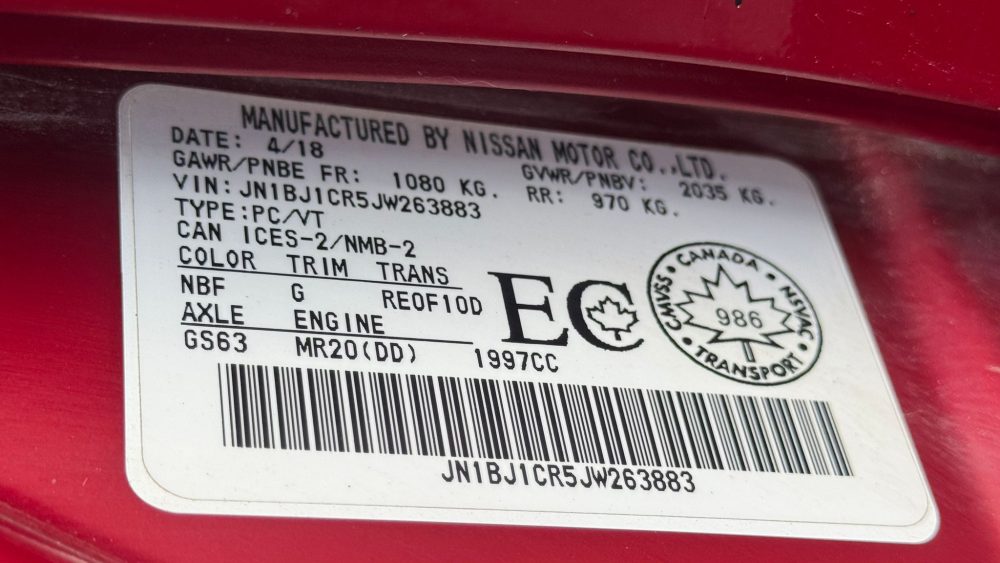 MANUFACTURED BY NISSAN MOTOR CO.,LTD.
DATE: 4/18 GVWR/PNBV: 2035 KG.
GAWR/PNBE FR: 1080 KG. RR: 970 KG.
VIN: JN1BJ1CR5JW263883
TYPE:PC/VT
CAN ICES-2/NMB-2
COLOR TRIM TRANS
NBF G RE0F10D
AXLE ENGINE
GS63 MR20(DD) 1997CC
EC
CANADA
CMVSS 986 NSVAC
TRANSPORT
JN1BJ1CR5JW263883